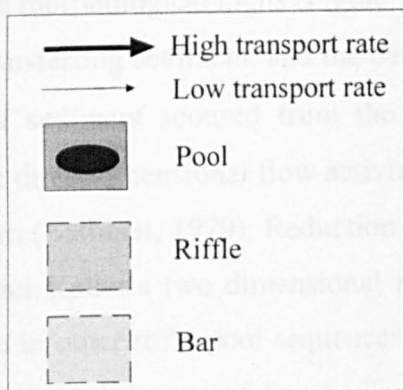 High transport rate
Low transport rate
Pool
Riffle
Bar